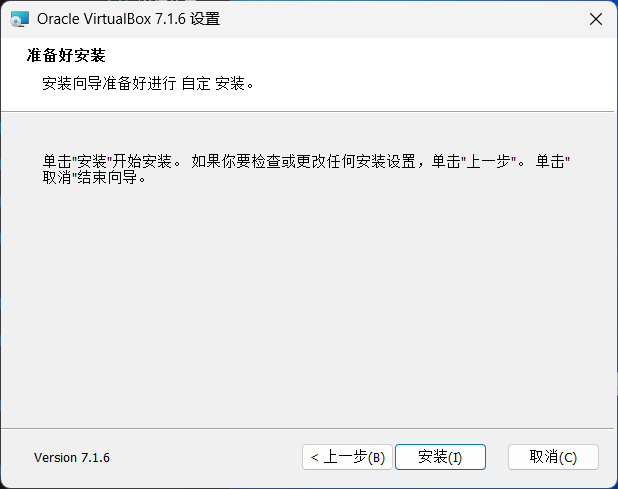 Oracle VirtualBox 7.1.6 设置
准备好安装
安装向导准备好进行 自定 安装。
单击"安装"开始安装。 如果你要检查或更改任何安装设置，单击"上一步"。 单击"
取消"结束向导。
Version 7.1.6
< 上一步(B)
安装(I)
取消(C)